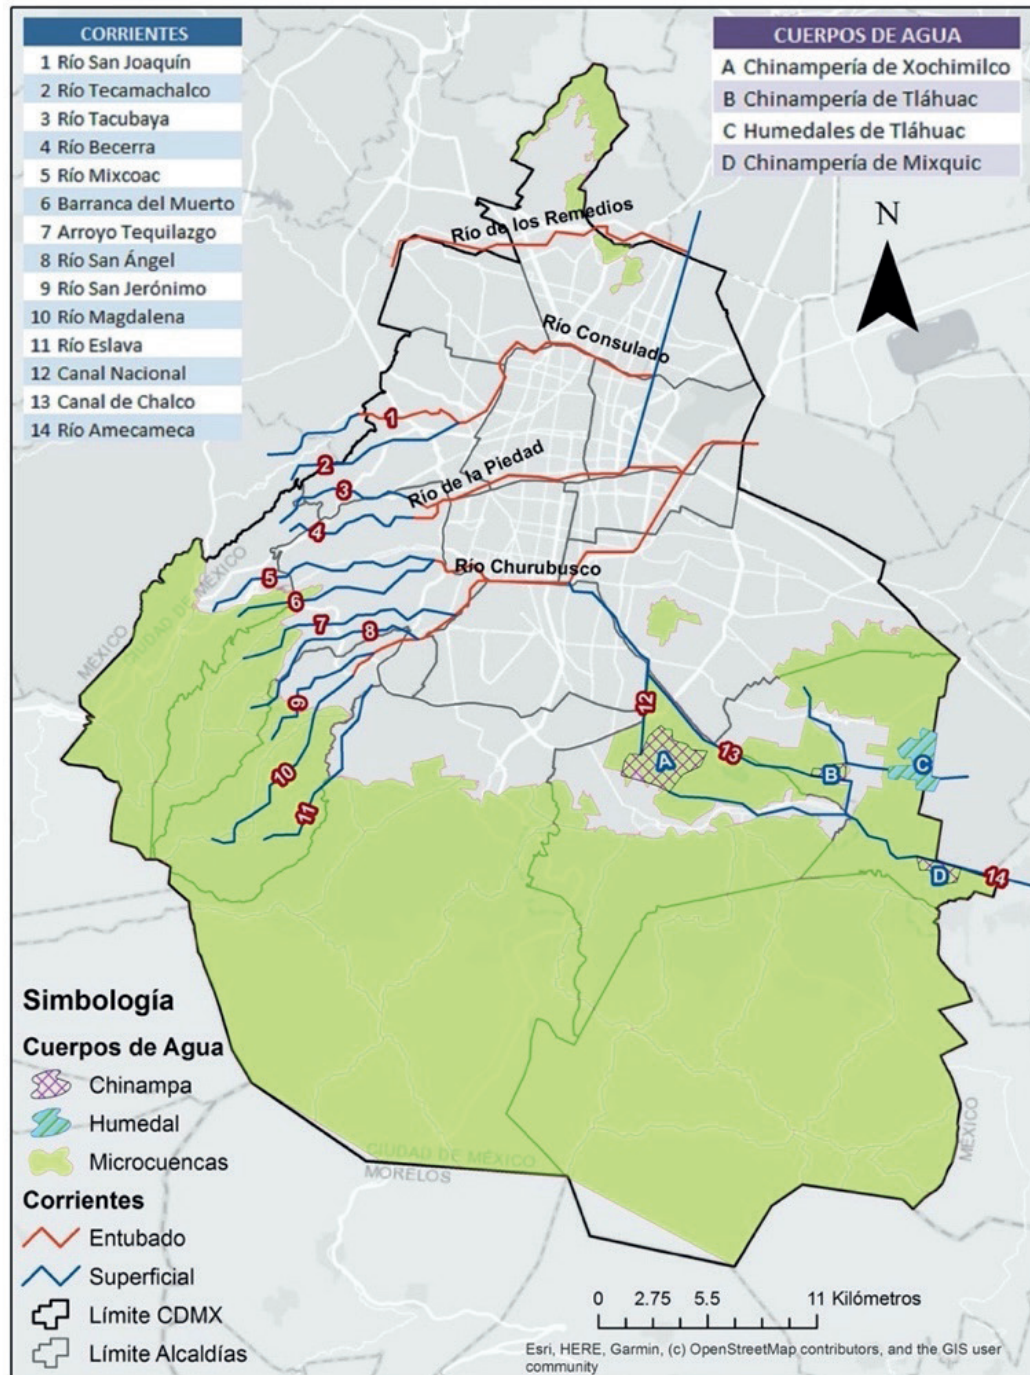 CORRIENTES
1 Río San Joaquín
2 Río Tecamachalco
3 Río Tacubaya
4 Río Becerra
5 Río Mixcoac
6 Barranca del Muerto
7 Arroyo Tequilazgo
8 Río San Ángel
9 Río San Jerónimo
10 Río Magdalena
11 Río Eslava
12 Canal Nacional
13 Canal de Chalco
14 Río Amecameca
CUERPOS DE AGUA
A Chinampería de Xochimilco
B Chinampería de Tláhuac
C Humedales de Tláhuac
D Chinampería de Mixquic
N
Río de los Remedios
Río Consulado
1
2
Río de la Piedad
3
4
Río Churubusco
5
6
7
8
MÉXICO
CIUDAD DE MÉXICO
9
12
10
A
13
B
C
11
D
14
Simbología
Cuerpos de Agua
Chinampa
Humedal
Microcuencas
Corrientes
Entubado
Superficial
Límite CDMX
Límite Alcaldías
CIUDAD DE MÉXICO
MORELOS
MÉXICO
0 2.75 5.5 11 Kilómetros
Esri, HERE, Garmin, (c) OpenStreetMap contributors, and the GIS user
community